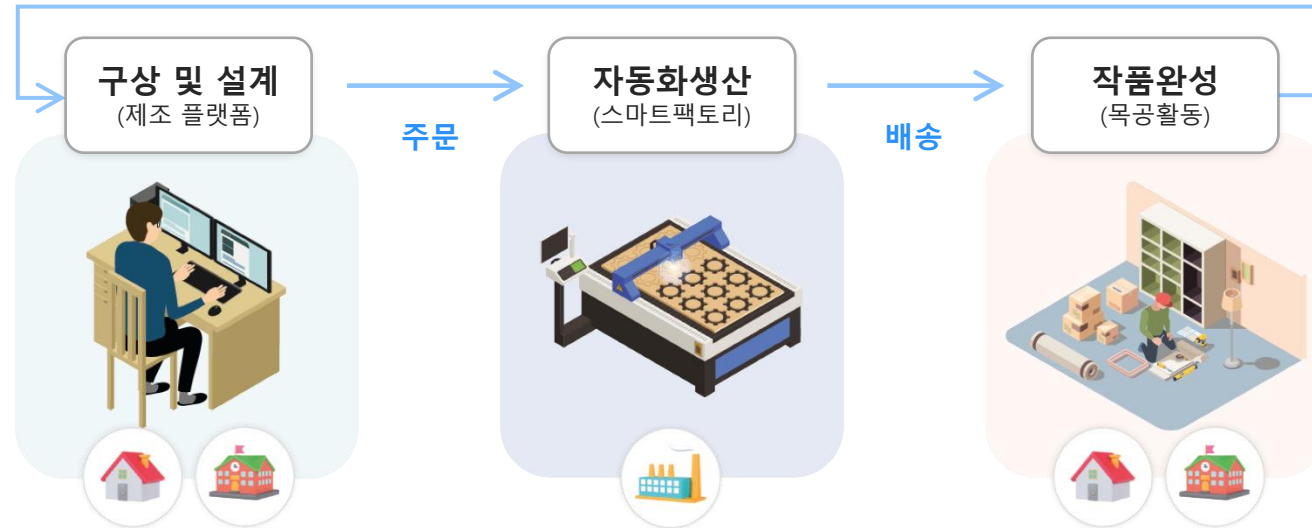 구상 및 설계
(제조 플랫폼)
주문
자동화생산
(스마트팩토리)
배송
작품완성
(목공활동)